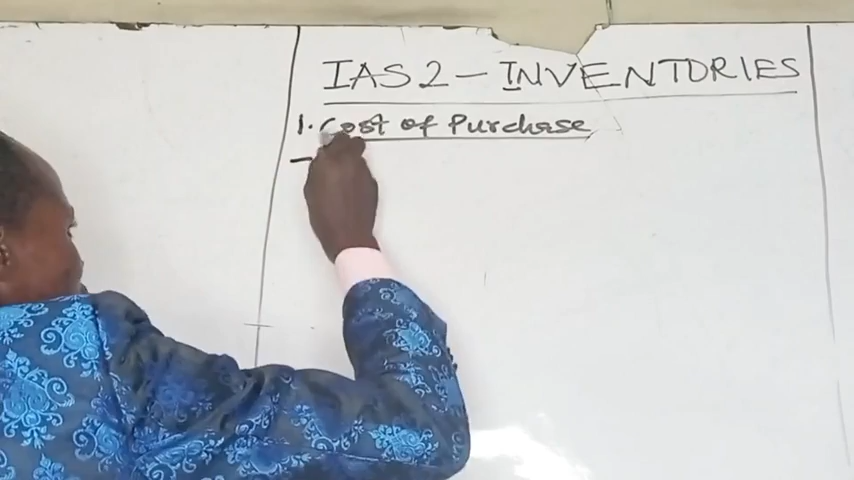 IAS 2 - INVENTORIES
1. Cost of Purchase
-